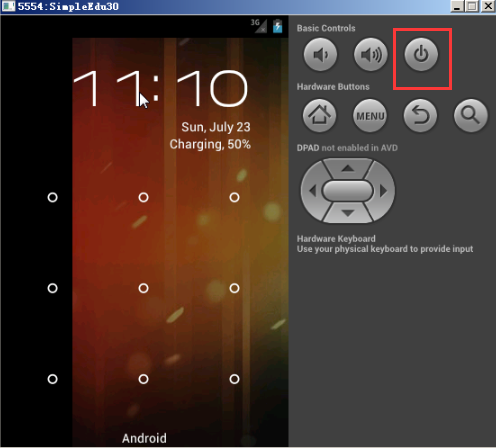 5554:SimpleEdu30
3G
11:10
Sun, July 23
Charging, 50%
Android
Basic Controls
Hardware Buttons
MENU
DPAD not enabled in AVD
Hardware Keyboard
Use your physical keyboard to provide input